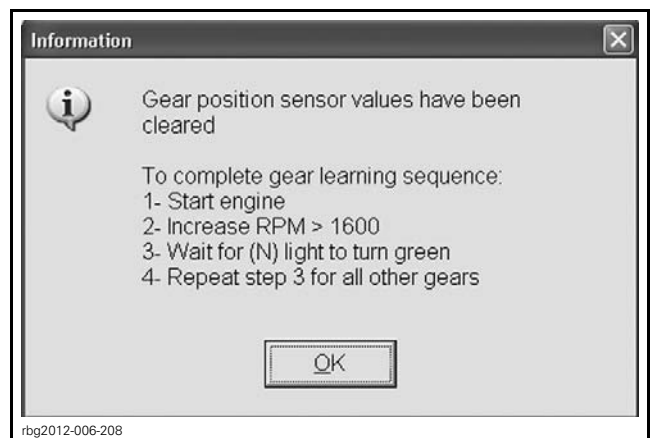 Information
Gear position sensor values have been
cleared
To complete gear learning sequence:
1- Start engine
2- Increase RPM > 1600
3- Wait for (N) light to turn green
4- Repeat step 3 for all other gears
OK
rbg2012-006-208